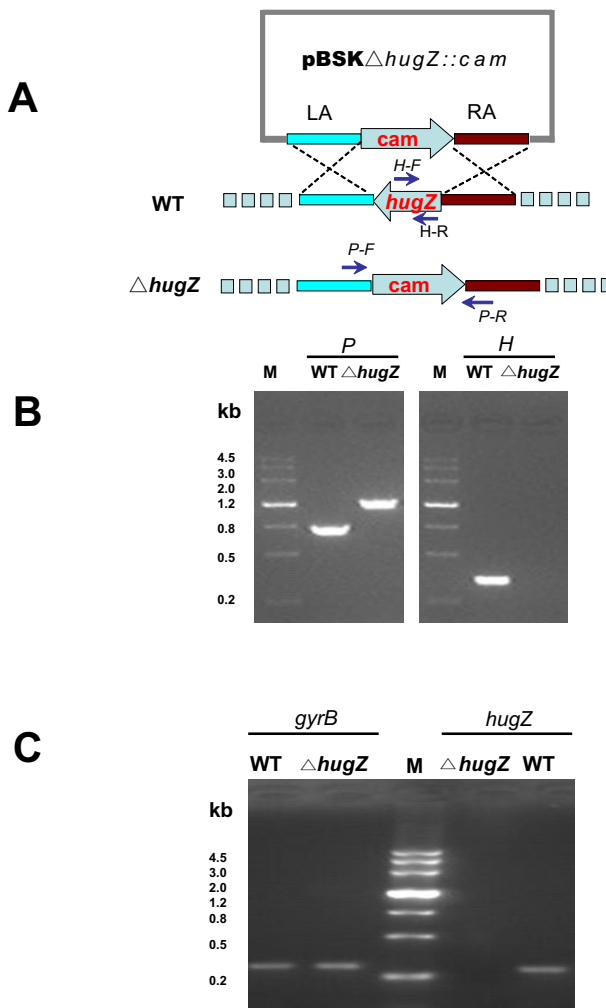 A
pBSK△hugZ::cam
LA
RA
cam
H-F
WT
hugZ
H-R
P-F
△hugZ
cam
P-R
B
P
H
M WT △hugZ M WT △hugZ
kb
4.5
3.0
2.0
1.2
0.8
0.5
0.2
C
gyrB
hugZ
WT △hugZ M △hugZ WT
kb
4.5
3.0
2.0
1.2
0.8
0.5
0.2